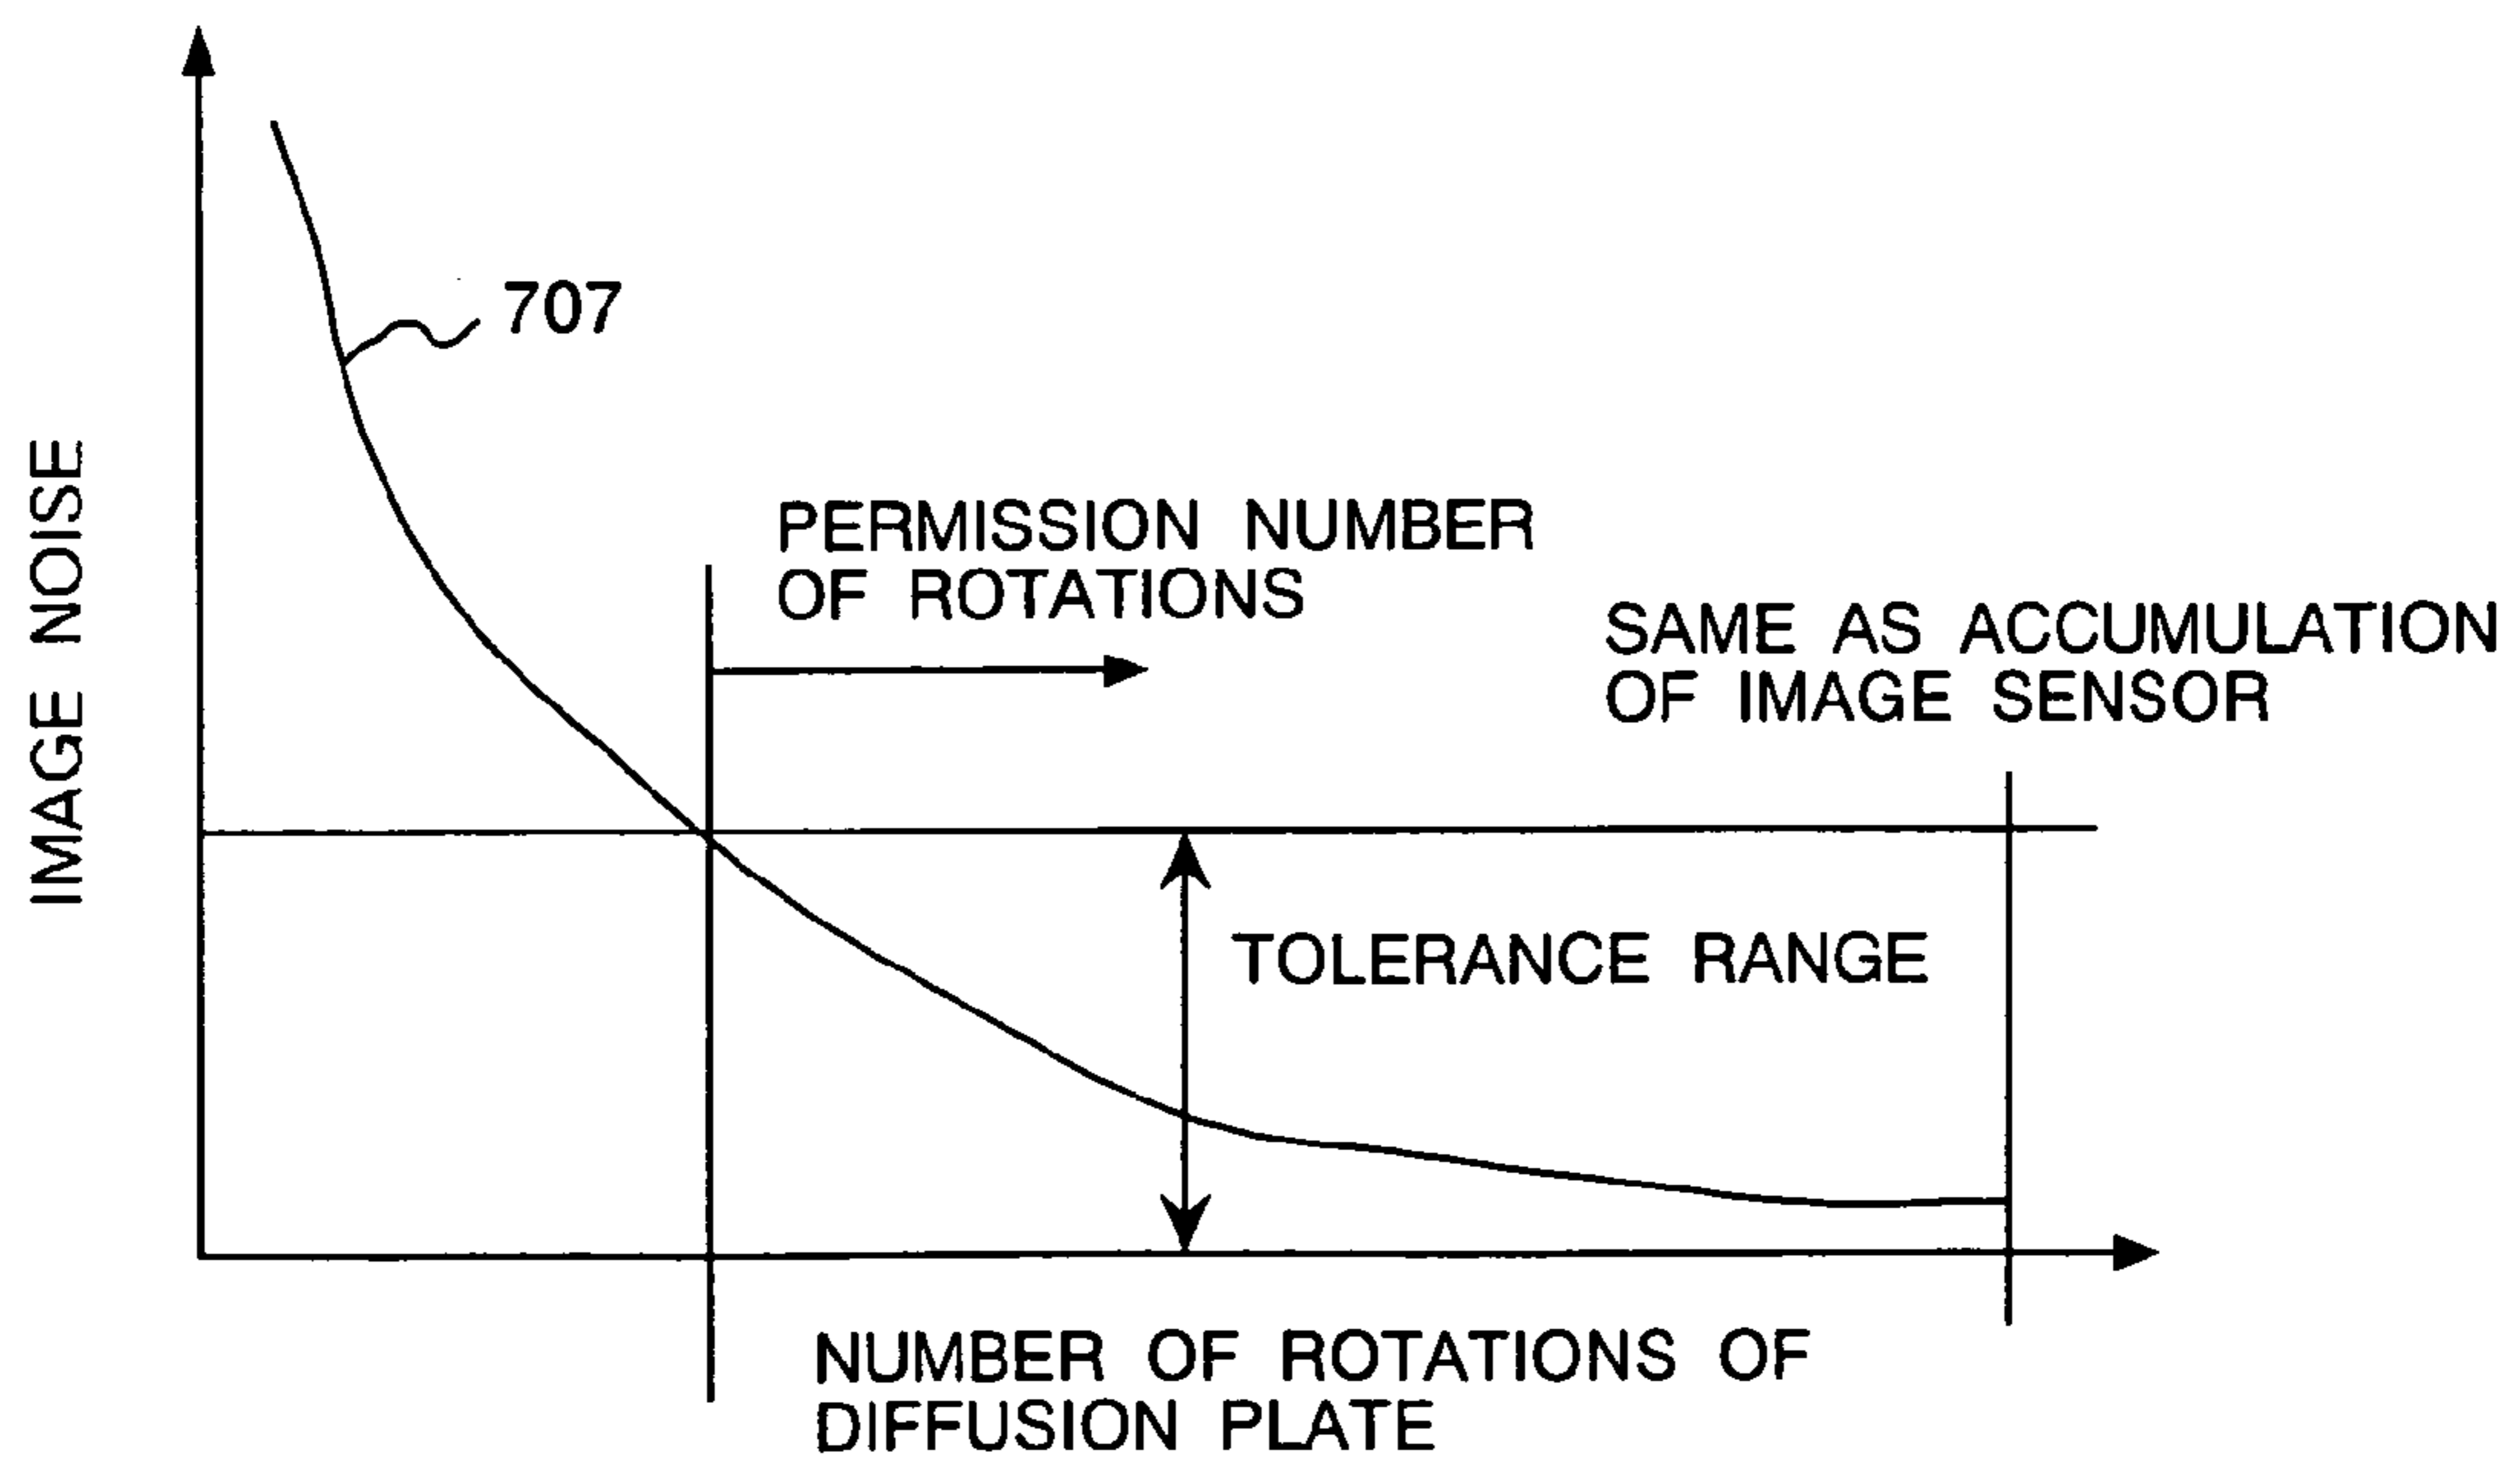 707
IMAGE NOISE
PERMISSION NUMBER
OF ROTATIONS
SAME AS ACCUMULATION
OF IMAGE SENSOR
TOLERANCE RANGE
NUMBER OF ROTATIONS OF
DIFFUSION PLATE